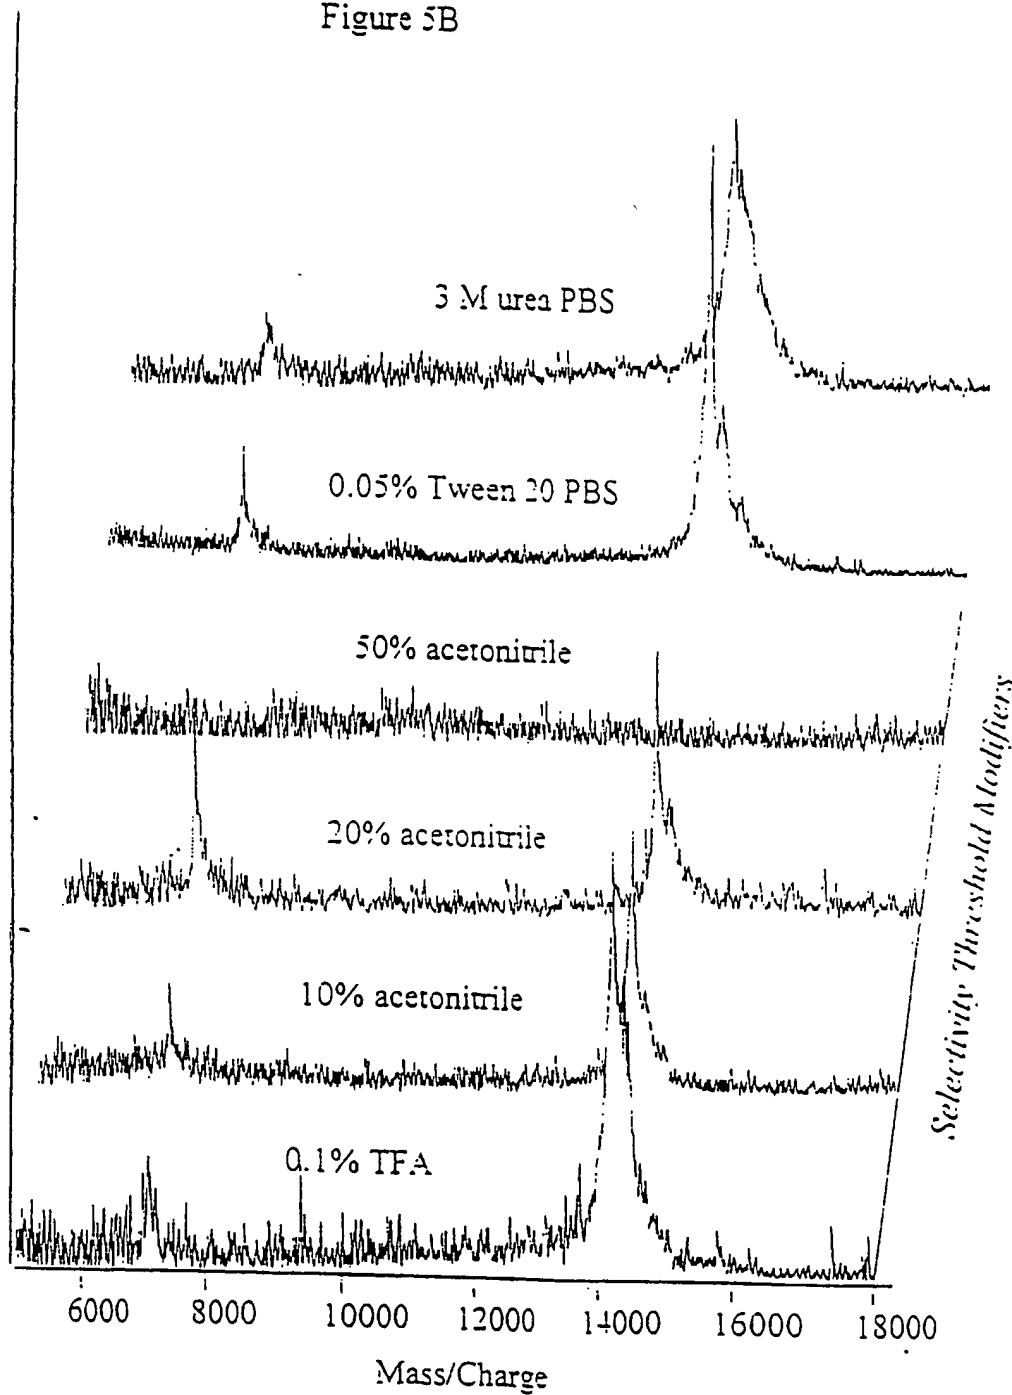 Figure 5B
3 M urea PBS
0.05% Tween 20 PBS
50% acetonitrile
20% acetonitrile
10% acetonitrile
0.1% TFA
Selectivity Threshold Modifiers
6000 8000 10000 12000 14000 16000 18000
Mass/Charge